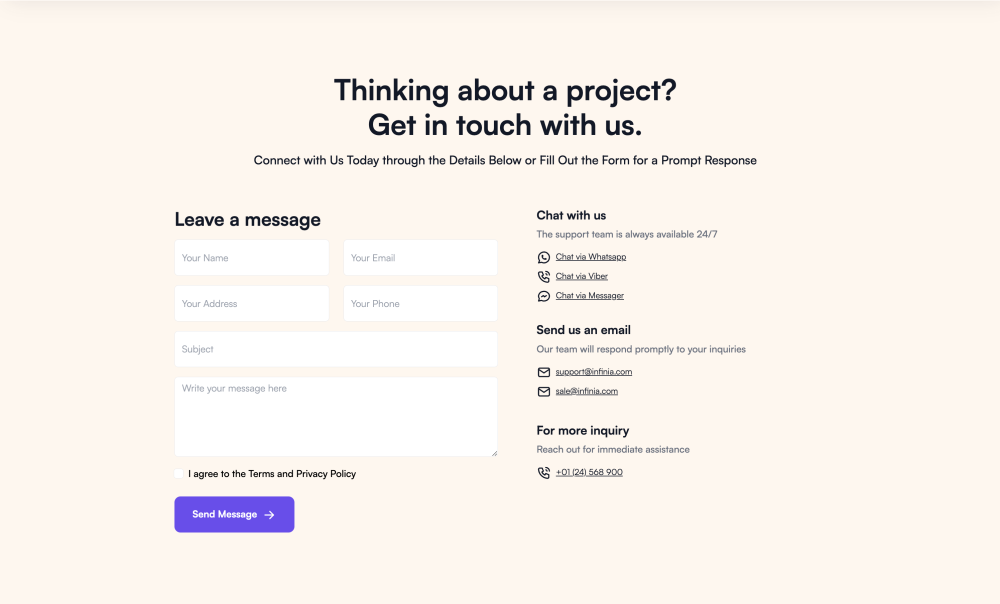 Thinking about a project?
Get in touch with us.
Connect with Us Today through the Details Below or Fill Out the Form for a Prompt Response
Leave a message
Your Name
Your Email
Your Address
Your Phone
Subject
Write your message here
I agree to the Terms and Privacy Policy
Send Message
Chat with us
The support team is always available 24/7
Chat via Whatsapp
Chat via Viber
Chat via Messager
Send us an email
Our team will respond promptly to your inquiries
support@infinia.com
sale@infinia.com
For more inquiry
Reach out for immediate assistance
+01 (24) 568 900